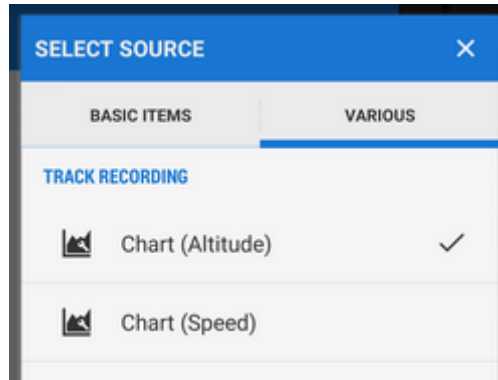 SELECT SOURCE
BASIC ITEMS VARIOUS
TRACK RECORDING
Chart (Altitude)
Chart (Speed)